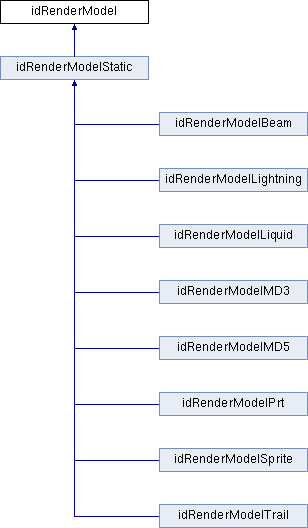 idRenderModel
idRenderModelStatic
idRenderModelBeam
idRenderModelLightning
idRenderModelLiquid
idRenderModelMD3
idRenderModelMD5
idRenderModelPrt
idRenderModelSprite
idRenderModelTrail